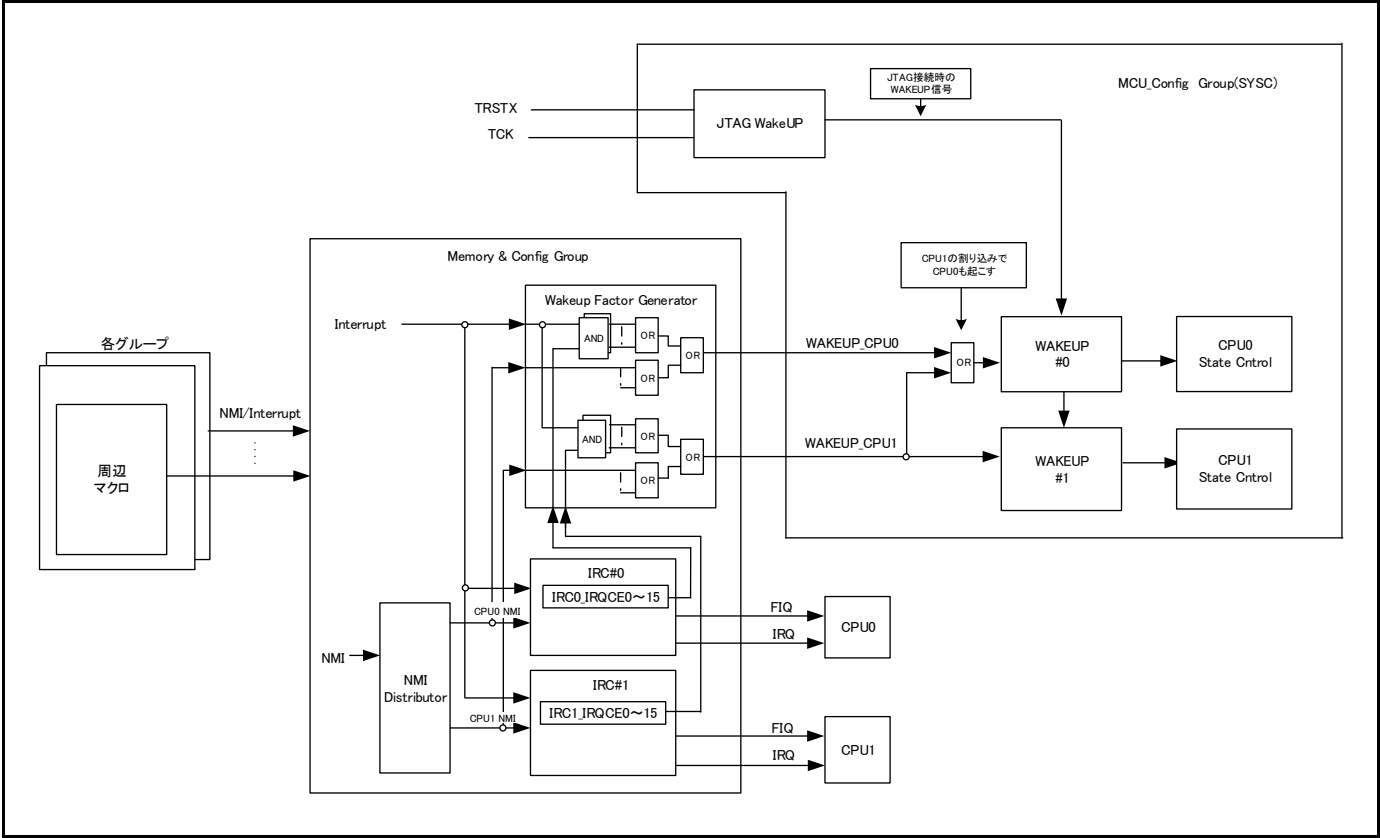 JTAG接続時の
WAKEUP信号
MCU_Config Group(SYSC)
TRSTX
TCK
JTAG WakeUP
Memory & Config Group
CPU1の割り込みで
CPU0も起こす
Wakeup Factor Generator
Interrupt
AND
OR
OR
OR
WAKEUP_CPU0
OR
WAKEUP
#0
CPU0
State Cntrol
各グループ
NMI/Interrupt
周辺
マクロ
AND
OR
OR
OR
WAKEUP_CPU1
WAKEUP
#1
CPU1
State Cntrol
IRC#0
IRC0_IRQCE0～15
CPU0 NMI
FIQ
IRQ
CPU0
NMI
NMI
Distributor
IRC#1
IRC1_IRQCE0～15
CPU1 NMI
FIQ
IRQ
CPU1